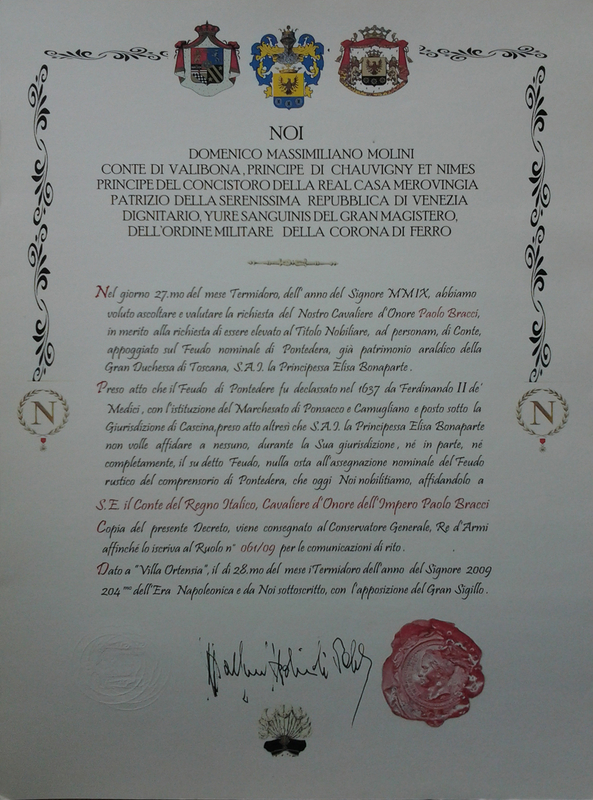 NOI
DOMENICO MASSIMILIANO MOLINI
CONTE DI VALIBONA, PRINCIPE DI CHAUVIGNY ET NIMES
PRINCIPE DEL CONCISTORO DELLA REAL CASA MEROVINGIA
PATRIZIO DELLA SERENISSIMA REPUBBLICA DI VENEZIA
DIGNITARIO, YURE SANGUINIS DEL GRAN MAGISTERO,
DELL'ORDINE MILITARE DELLA CORONA DI FERRO
Nel giorno 27.mo del mese Termidoro, dell'anno del Signore MMIX, abbiamo
voluto ascoltare e valutare la richiesta del Nostro Cavaliere d'Onore Paolo Bracci,
in merito alla richiesta di essere elevato al Titolo Nobiliare, ad personam, di Conte,
appoggiato sul Feudo nominale di Pontedera, già patrimonio araldico della
Gran Duchessa di Toscana, S.A.I. la Principessa Elisa Bonaparte.
Preso atto che il Feudo di Pontedere fu declassato nel 1637 da Ferdinando II de'
Medici, con l'istituzione del Marchesato di Ponsacco e Camugliano e posto sotto la
Giurisdizione di Cascina, preso altresì che S.A.I. la Principessa Elisa Bonaparte
non volle affidare a nessuno, durante la Sua giurisdizione, né in parte, né
completamente, il su detto Feudo, nulla osta all'assegnazione nominale del Feudo
rustico del comprensorio di Pontedera, che oggi Noi nobilitiamo, affidandolo a
S.E. il Conte del Regno Italico, Cavaliere d'Onore dell'Impero Paolo Bracci
Copia del presente Decreto, viene consegnato al Conservatore Generale, Re d'Armi
affinché lo iscriva al Ruolo n° 061/09 per le comunicazioni di rito.
Dato a "Villa Ortensia", il dì 28.mo del mese iTermidoro dell'anno del Signore 2009
204 mo dell'Era Napoleonica e da Noi sottoscritto, con l'apposizione del Gran Sigillo.
N
N